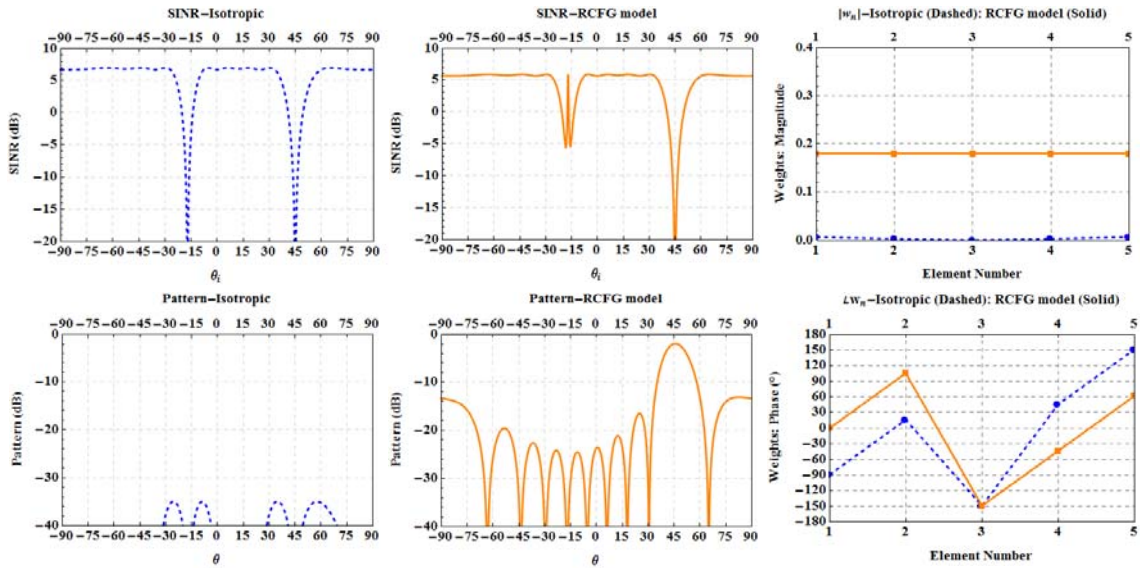 SINR–Isotropic
−90 −75 −60 −45 −30 −15 0 15 30 45 60 75 90
SINR (dB)
10
5
0
−5
−10
−15
−20
−90 −75 −60 −45 −30 −15 0 15 30 45 60 75 90
θi
SINR–RCFG model
−90 −75 −60 −45 −30 −15 0 15 30 45 60 75 90
SINR (dB)
10
5
0
−5
−10
−15
−20
−90 −75 −60 −45 −30 −15 0 15 30 45 60 75 90
θi
|wn|–Isotropic (Dashed): RCFG model (Solid)
1 2 3 4 5
Weights: Magnitude
0.4
0.3
0.2
0.1
0.0
1 2 3 4 5
Element Number
Pattern–Isotropic
−90 −75 −60 −45 −30 −15 0 15 30 45 60 75 90
Pattern (dB)
−10
−20
−30
−40
−90 −75 −60 −45 −30 −15 0 15 30 45 60 75 90
θ
Pattern–RCFG model
−90 −75 −60 −45 −30 −15 0 15 30 45 60 75 90
Pattern (dB)
−10
−20
−30
−40
−90 −75 −60 −45 −30 −15 0 15 30 45 60 75 90
θ
∠wn–Isotropic (Dashed): RCFG model (Solid)
1 2 3 4 5
Weights: Phase (°)
180
150
120
90
60
30
0
−30
−60
−90
−120
−150
−180
1 2 3 4 5
Element Number